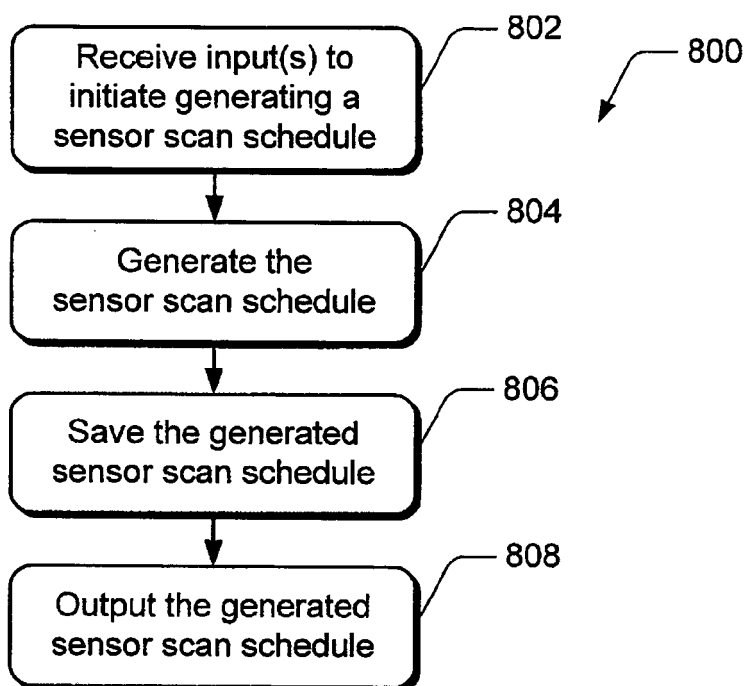 Receive input(s) to
initiate generating a
sensor scan schedule
802
800
Generate the
sensor scan schedule
804
Save the generated
sensor scan schedule
806
Output the generated
sensor scan schedule
808